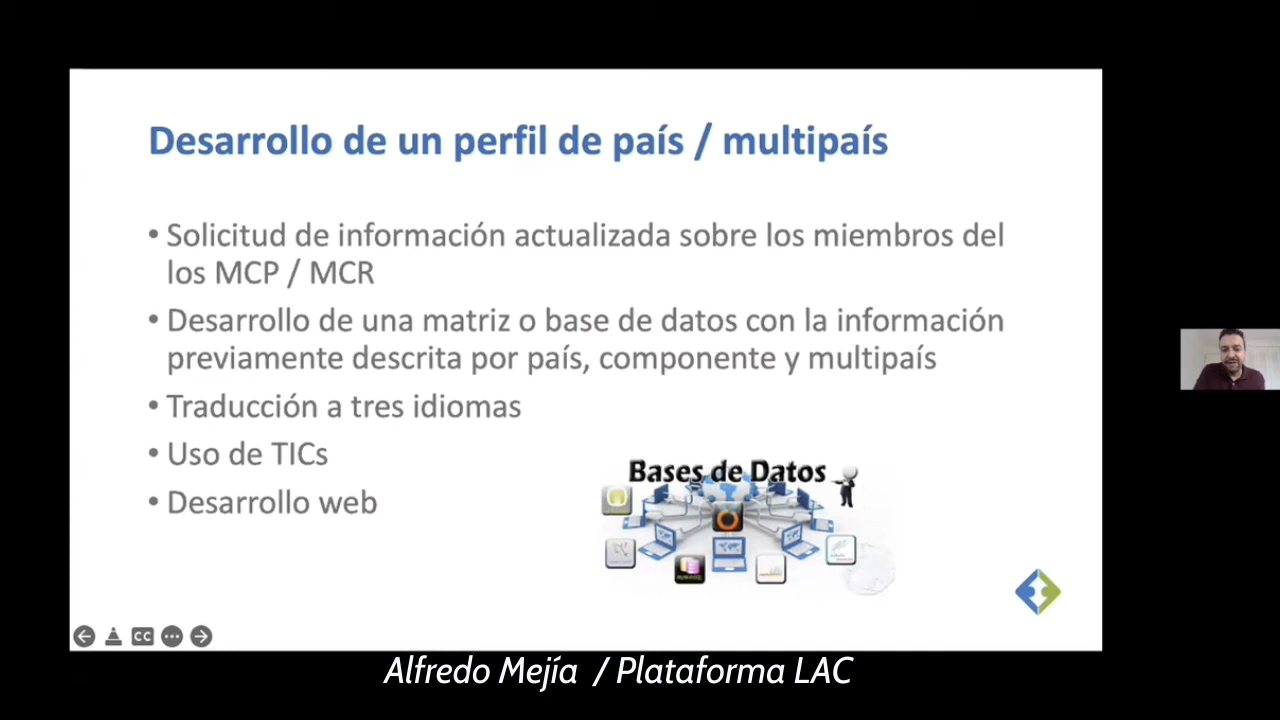 Desarrollo de un perfil de país / multipaís
• Solicitud de información actualizada sobre los miembros del
los MCP / MCR
• Desarrollo de una matriz o base de datos con la información
previamente descrita por país, componente y multipaís
• Traducción a tres idiomas
• Uso de TICs
• Desarrollo web
Bases de Datos
CC
Alfredo Mejía / Plataforma LAC